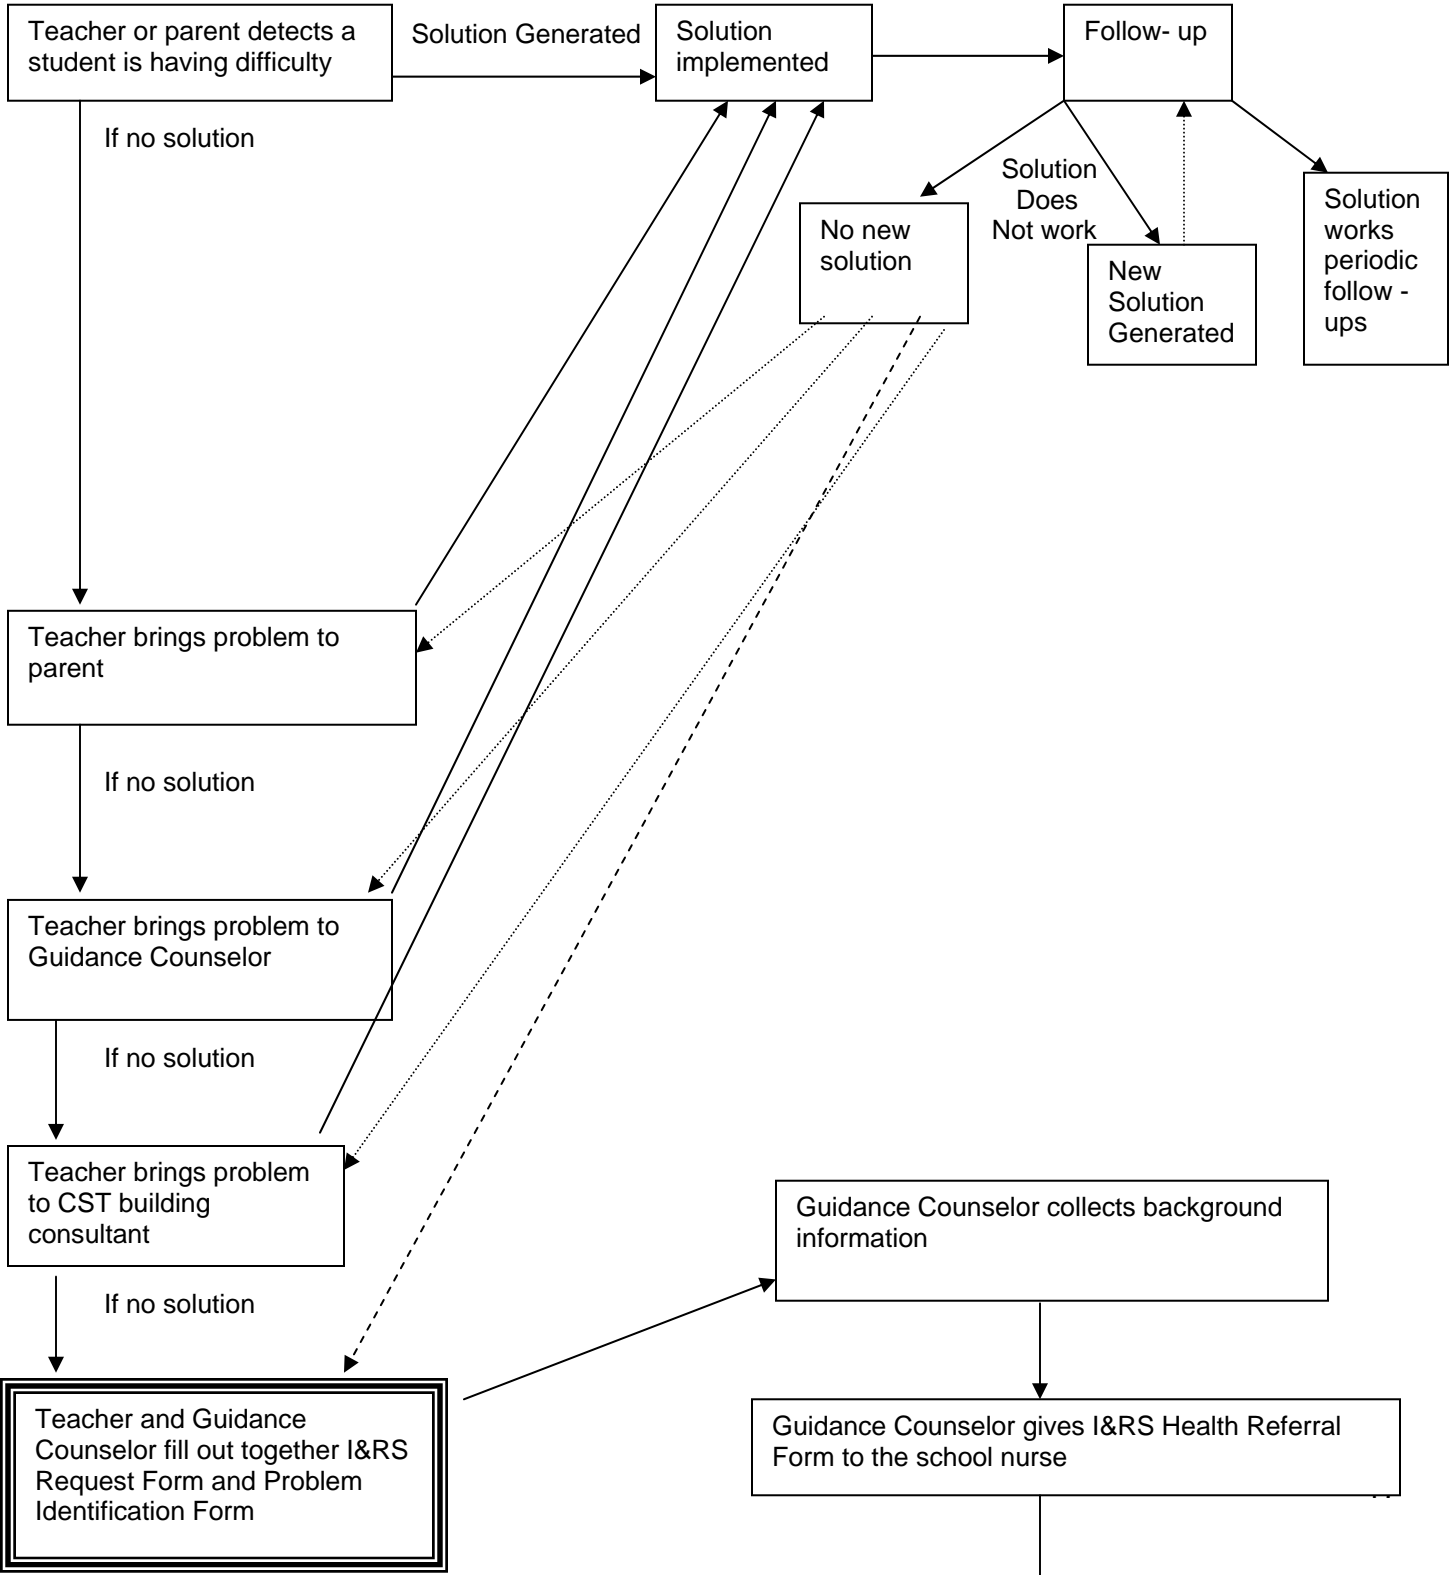 Teacher or parent detects a
student is having difficulty
Solution Generated
Solution
implemented
Follow- up
If no solution
Solution
Does
Not work
No new
solution
New
Solution
Generated
Solution
works
periodic
follow -
ups
Teacher brings problem to
parent
If no solution
Teacher brings problem to
Guidance Counselor
If no solution
Teacher brings problem
to CST building
consultant
If no solution
Teacher and Guidance
Counselor fill out together I&RS
Request Form and Problem
Identification Form
Guidance Counselor collects background
information
Guidance Counselor gives I&RS Health Referral
Form to the school nurse